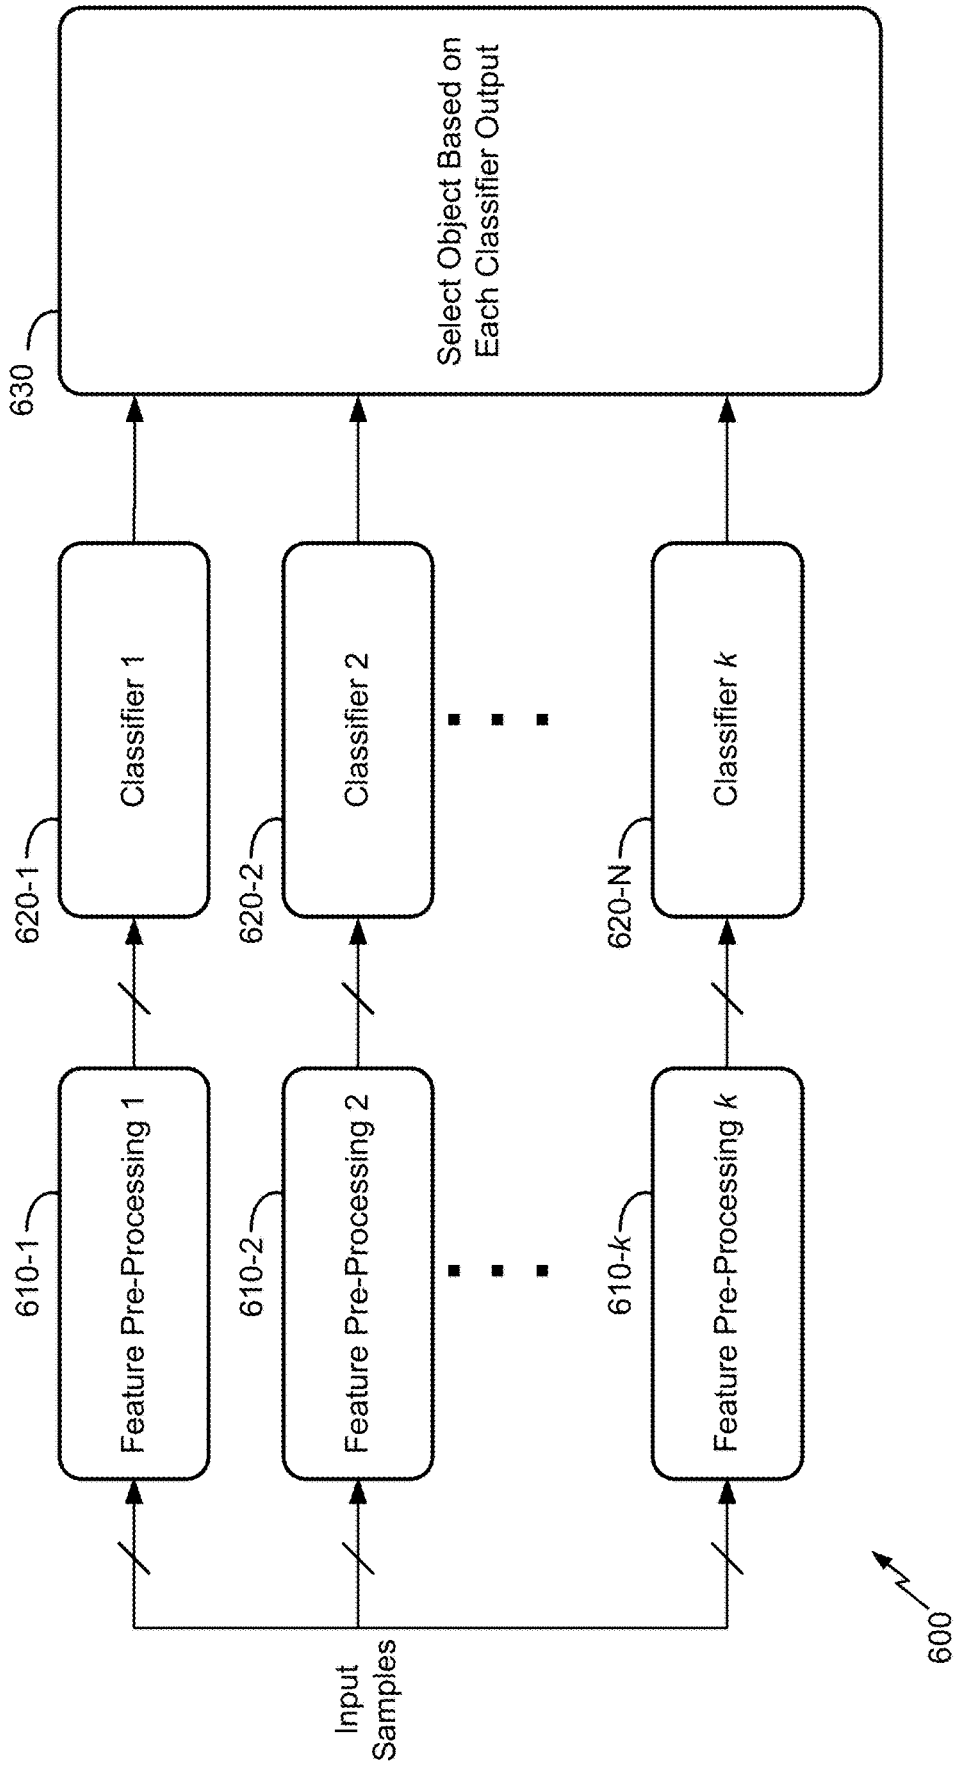 Input
Samples
610-1
Feature Pre-Processing 1
620-1
Classifier 1
610-2
Feature Pre-Processing 2
620-2
Classifier 2
610-k
Feature Pre-Processing k
620-N
Classifier k
630
Select Object Based on
Each Classifier Output
600